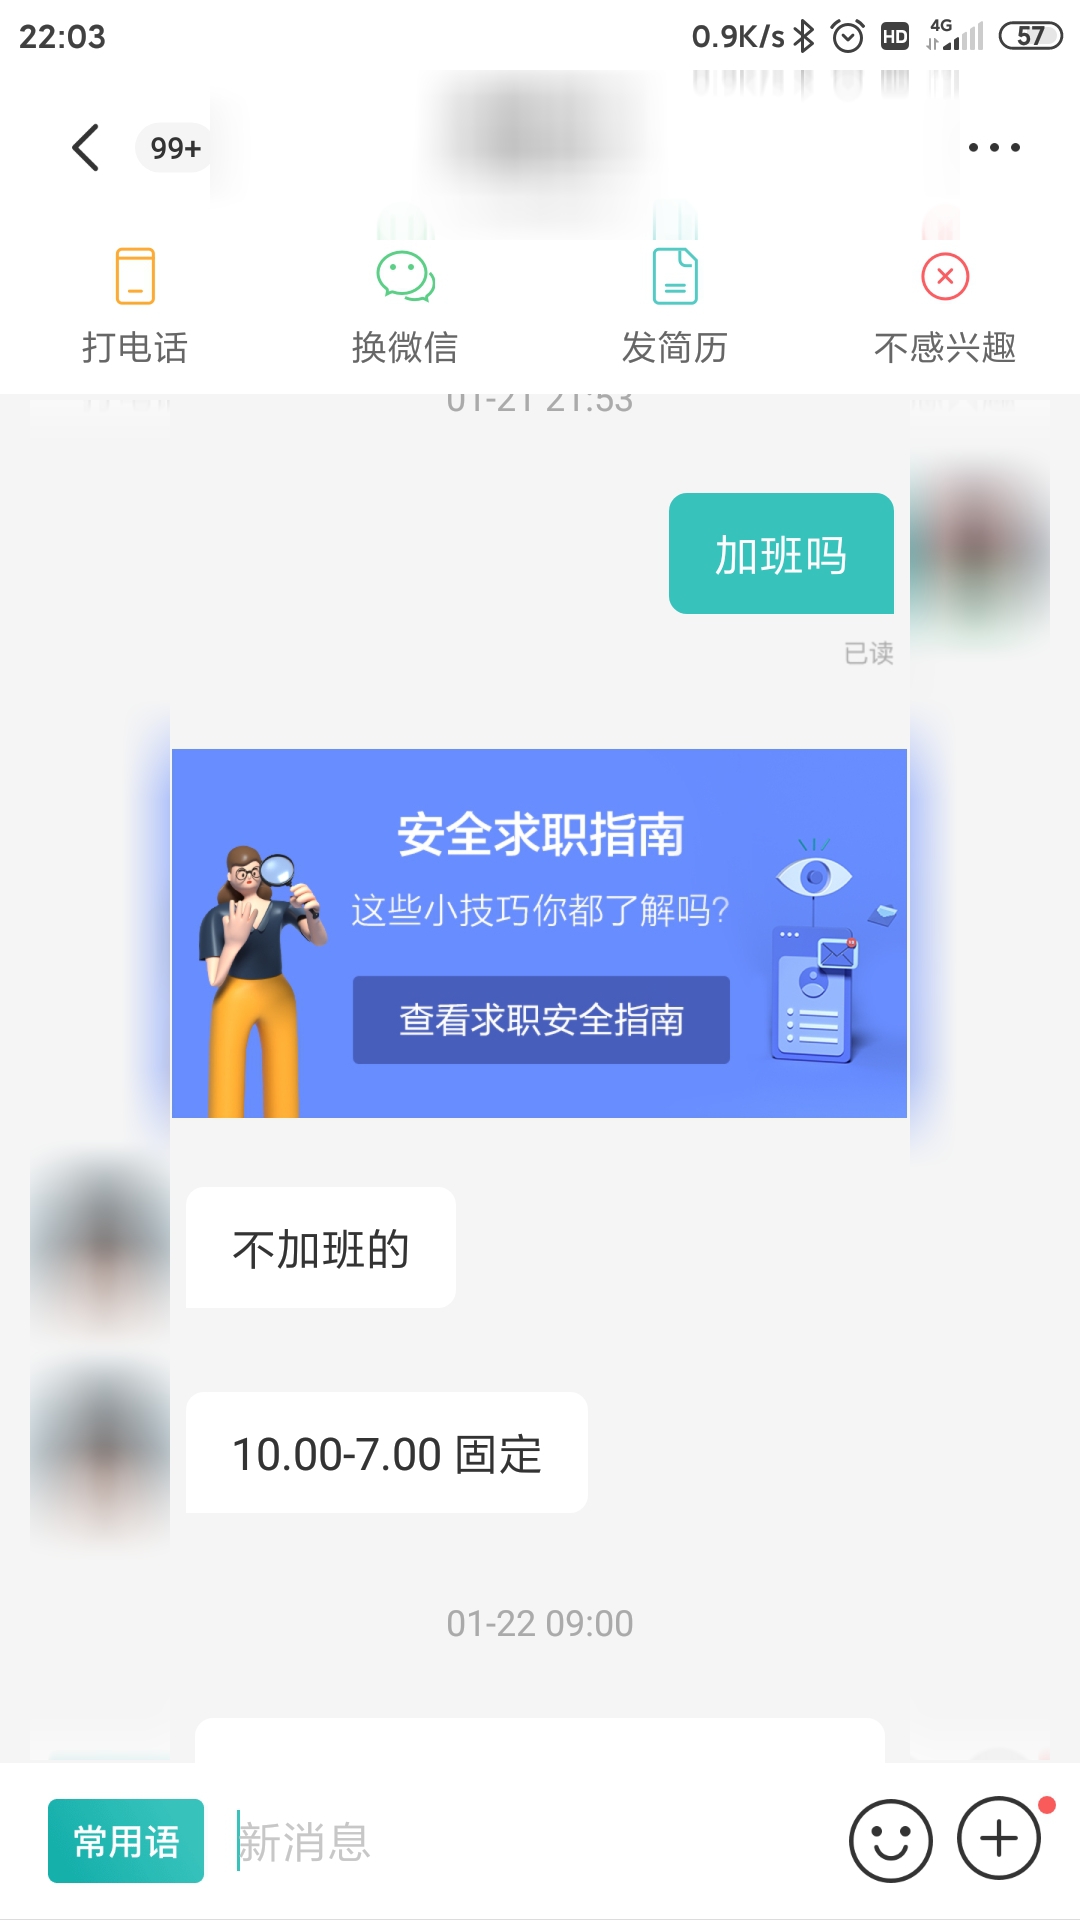 22:03
0.9K/s
HD
4G
57
99+
打电话
换微信
发简历
不感兴趣
01-21 21:53
加班吗
已读
安全求职指南
这些小技巧你都了解吗?
查看求职安全指南
不加班的
10.00-7.00 固定
01-22 09:00
常用语
新消息